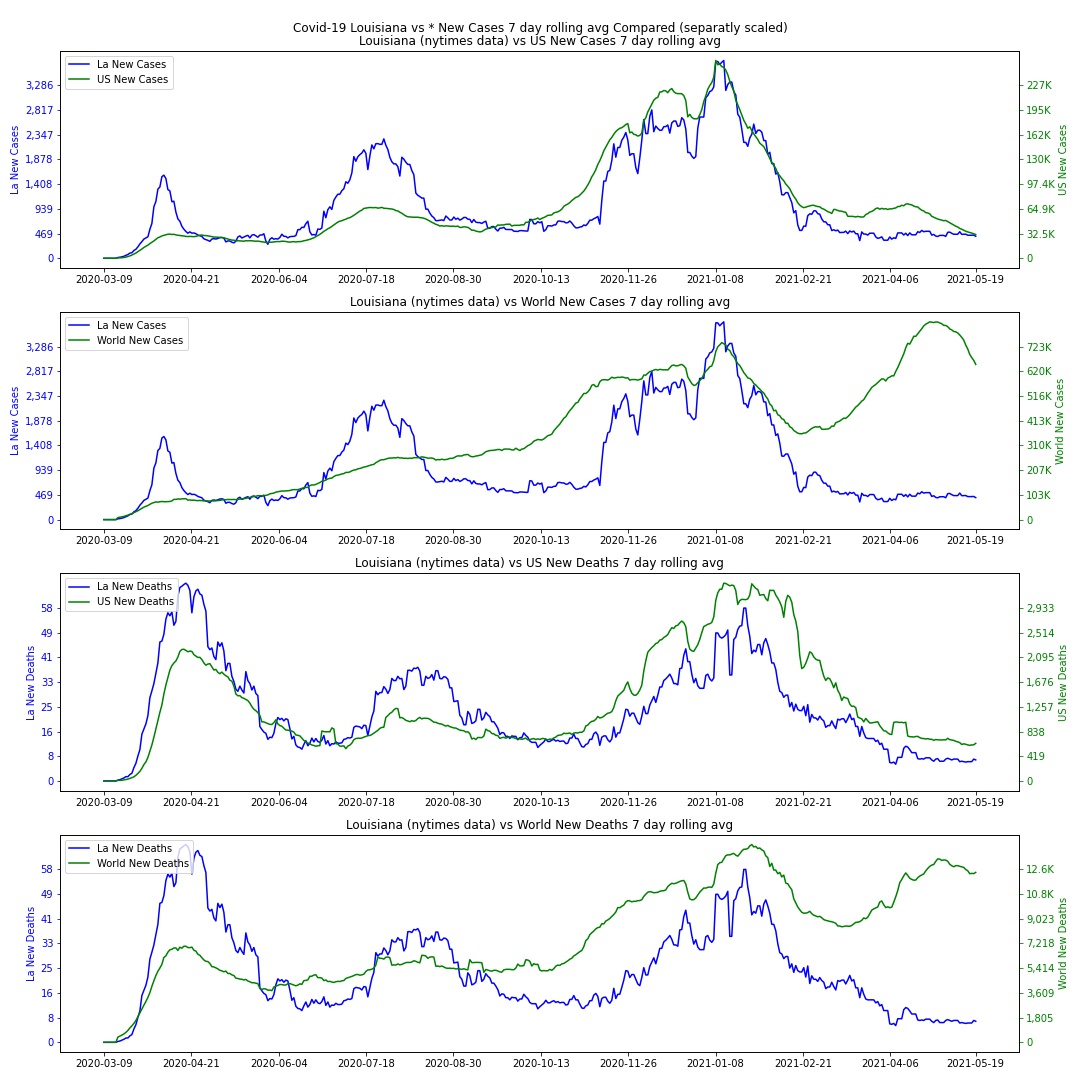 Covid-19 Louisiana vs * New Cases 7 day rolling avg Compared (separatly scaled)
Louisiana (nytimes data) vs US New Cases 7 day rolling avg
La New Cases
US New Cases
3,286
2,817
2,347
1,878
1,408
939
469
0
La New Cases
227K
195K
162K
130K
97.4K
64.9K
32.5K
0
US New Cases
2020-03-09 2020-04-21 2020-06-04 2020-07-18 2020-08-30 2020-10-13 2020-11-26 2021-01-08 2021-02-21 2021-04-06 2021-05-19
Louisiana (nytimes data) vs World New Cases 7 day rolling avg
La New Cases
World New Cases
3,286
2,817
2,347
1,878
1,408
939
469
0
La New Cases
723K
620K
516K
413K
310K
207K
103K
0
World New Cases
2020-03-09 2020-04-21 2020-06-04 2020-07-18 2020-08-30 2020-10-13 2020-11-26 2021-01-08 2021-02-21 2021-04-06 2021-05-19
Louisiana (nytimes data) vs US New Deaths 7 day rolling avg
La New Deaths
US New Deaths
58
49
41
33
25
16
8
0
La New Deaths
2,933
2,514
2,095
1,676
1,257
838
419
0
US New Deaths
2020-03-09 2020-04-21 2020-06-04 2020-07-18 2020-08-30 2020-10-13 2020-11-26 2021-01-08 2021-02-21 2021-04-06 2021-05-19
Louisiana (nytimes data) vs World New Deaths 7 day rolling avg
La New Deaths
World New Deaths
58
49
41
33
25
16
8
0
La New Deaths
12.6K
10.8K
9,023
7,218
5,414
3,609
1,805
0
World New Deaths
2020-03-09 2020-04-21 2020-06-04 2020-07-18 2020-08-30 2020-10-13 2020-11-26 2021-01-08 2021-02-21 2021-04-06 2021-05-19